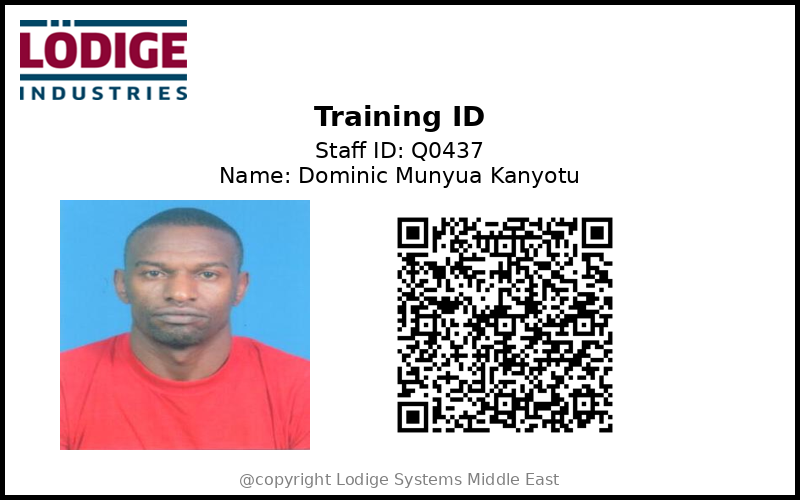 LÖDIGE
INDUSTRIES
Training ID
Staff ID: Q0437
Name: Dominic Munyua Kanyotu
@copyright Lodige Systems Middle East